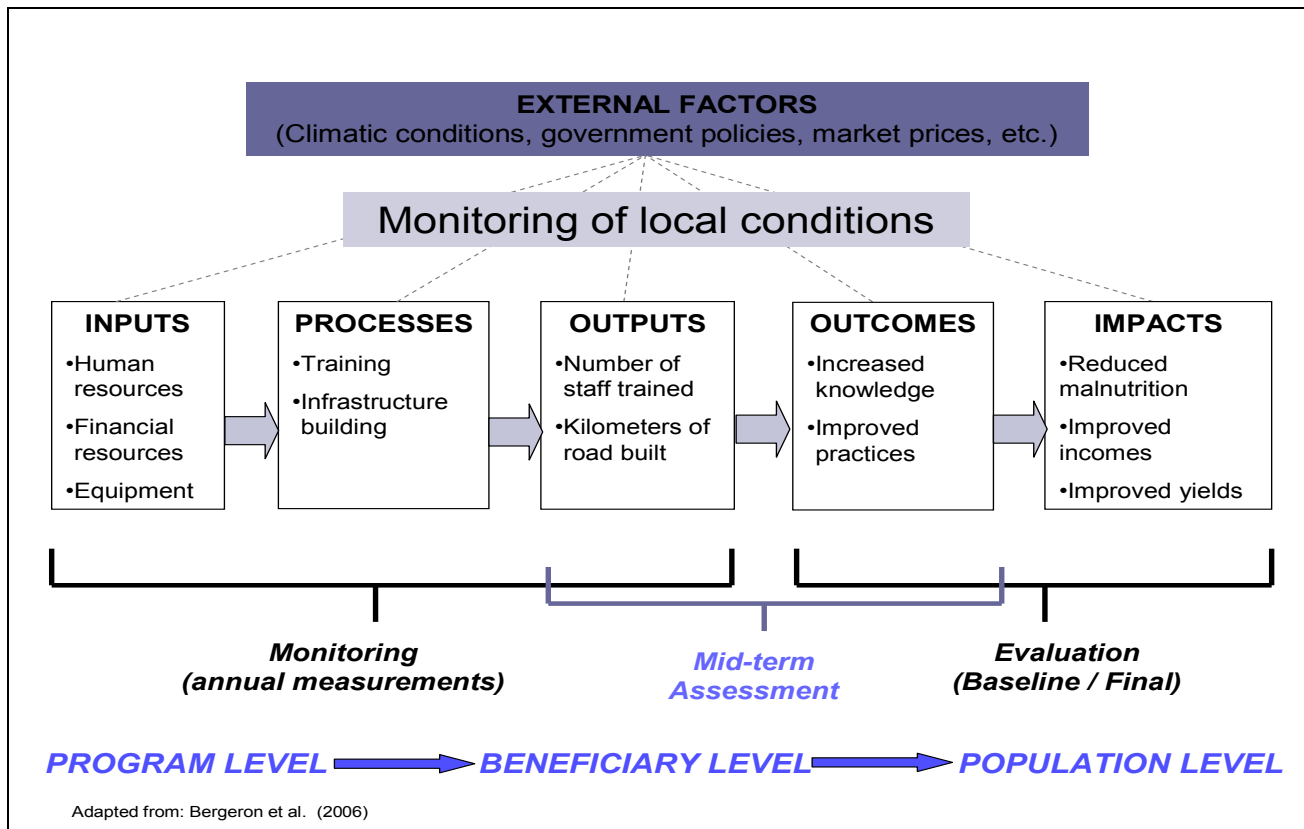 EXTERNAL FACTORS
(Climatic conditions, government policies, market prices, etc.)
Monitoring of local conditions
INPUTS
•Human
resources
•Financial
resources
•Equipment
PROCESSES
•Training
•Infrastructure
building
OUTPUTS
•Number of
staff trained
•Kilometers of
road built
OUTCOMES
•Increased
knowledge
•Improved
practices
IMPACTS
•Reduced
malnutrition
•Improved
incomes
•Improved yields
Monitoring
(annual measurements)
Mid-term
Assessment
Evaluation
(Baseline / Final)
PROGRAM LEVEL
BENEFICIARY LEVEL
POPULATION LEVEL
Adapted from: Bergeron et al. (2006)